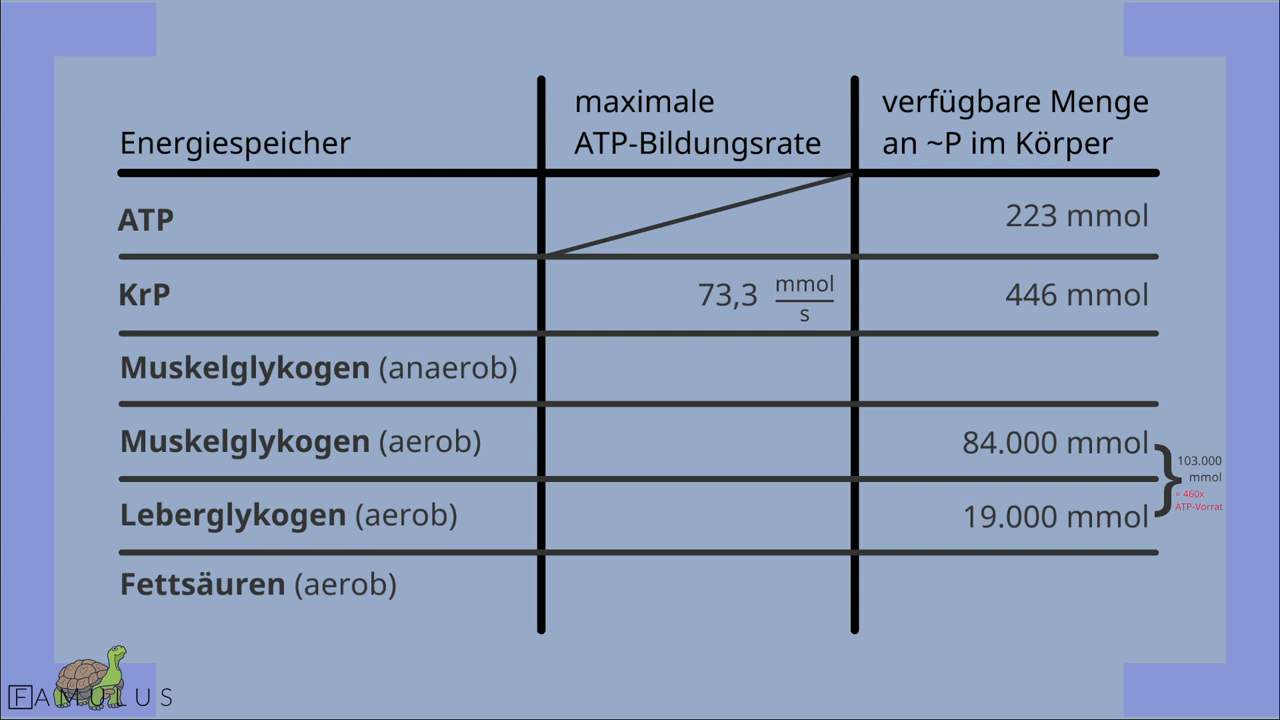 Energiespeicher
maximale
ATP-Bildungsrate
verfügbare Menge
an ~P im Körper
ATP
223 mmol
KrP
73,3 mmol
s
446 mmol
Muskelglykogen (anaerob)
Muskelglykogen (aerob)
84.000 mmol
Leberglykogen (aerob)
19.000 mmol
103.000
mmol
= 460x
ATP-Vorrat
Fettsäuren (aerob)
FAMULUS